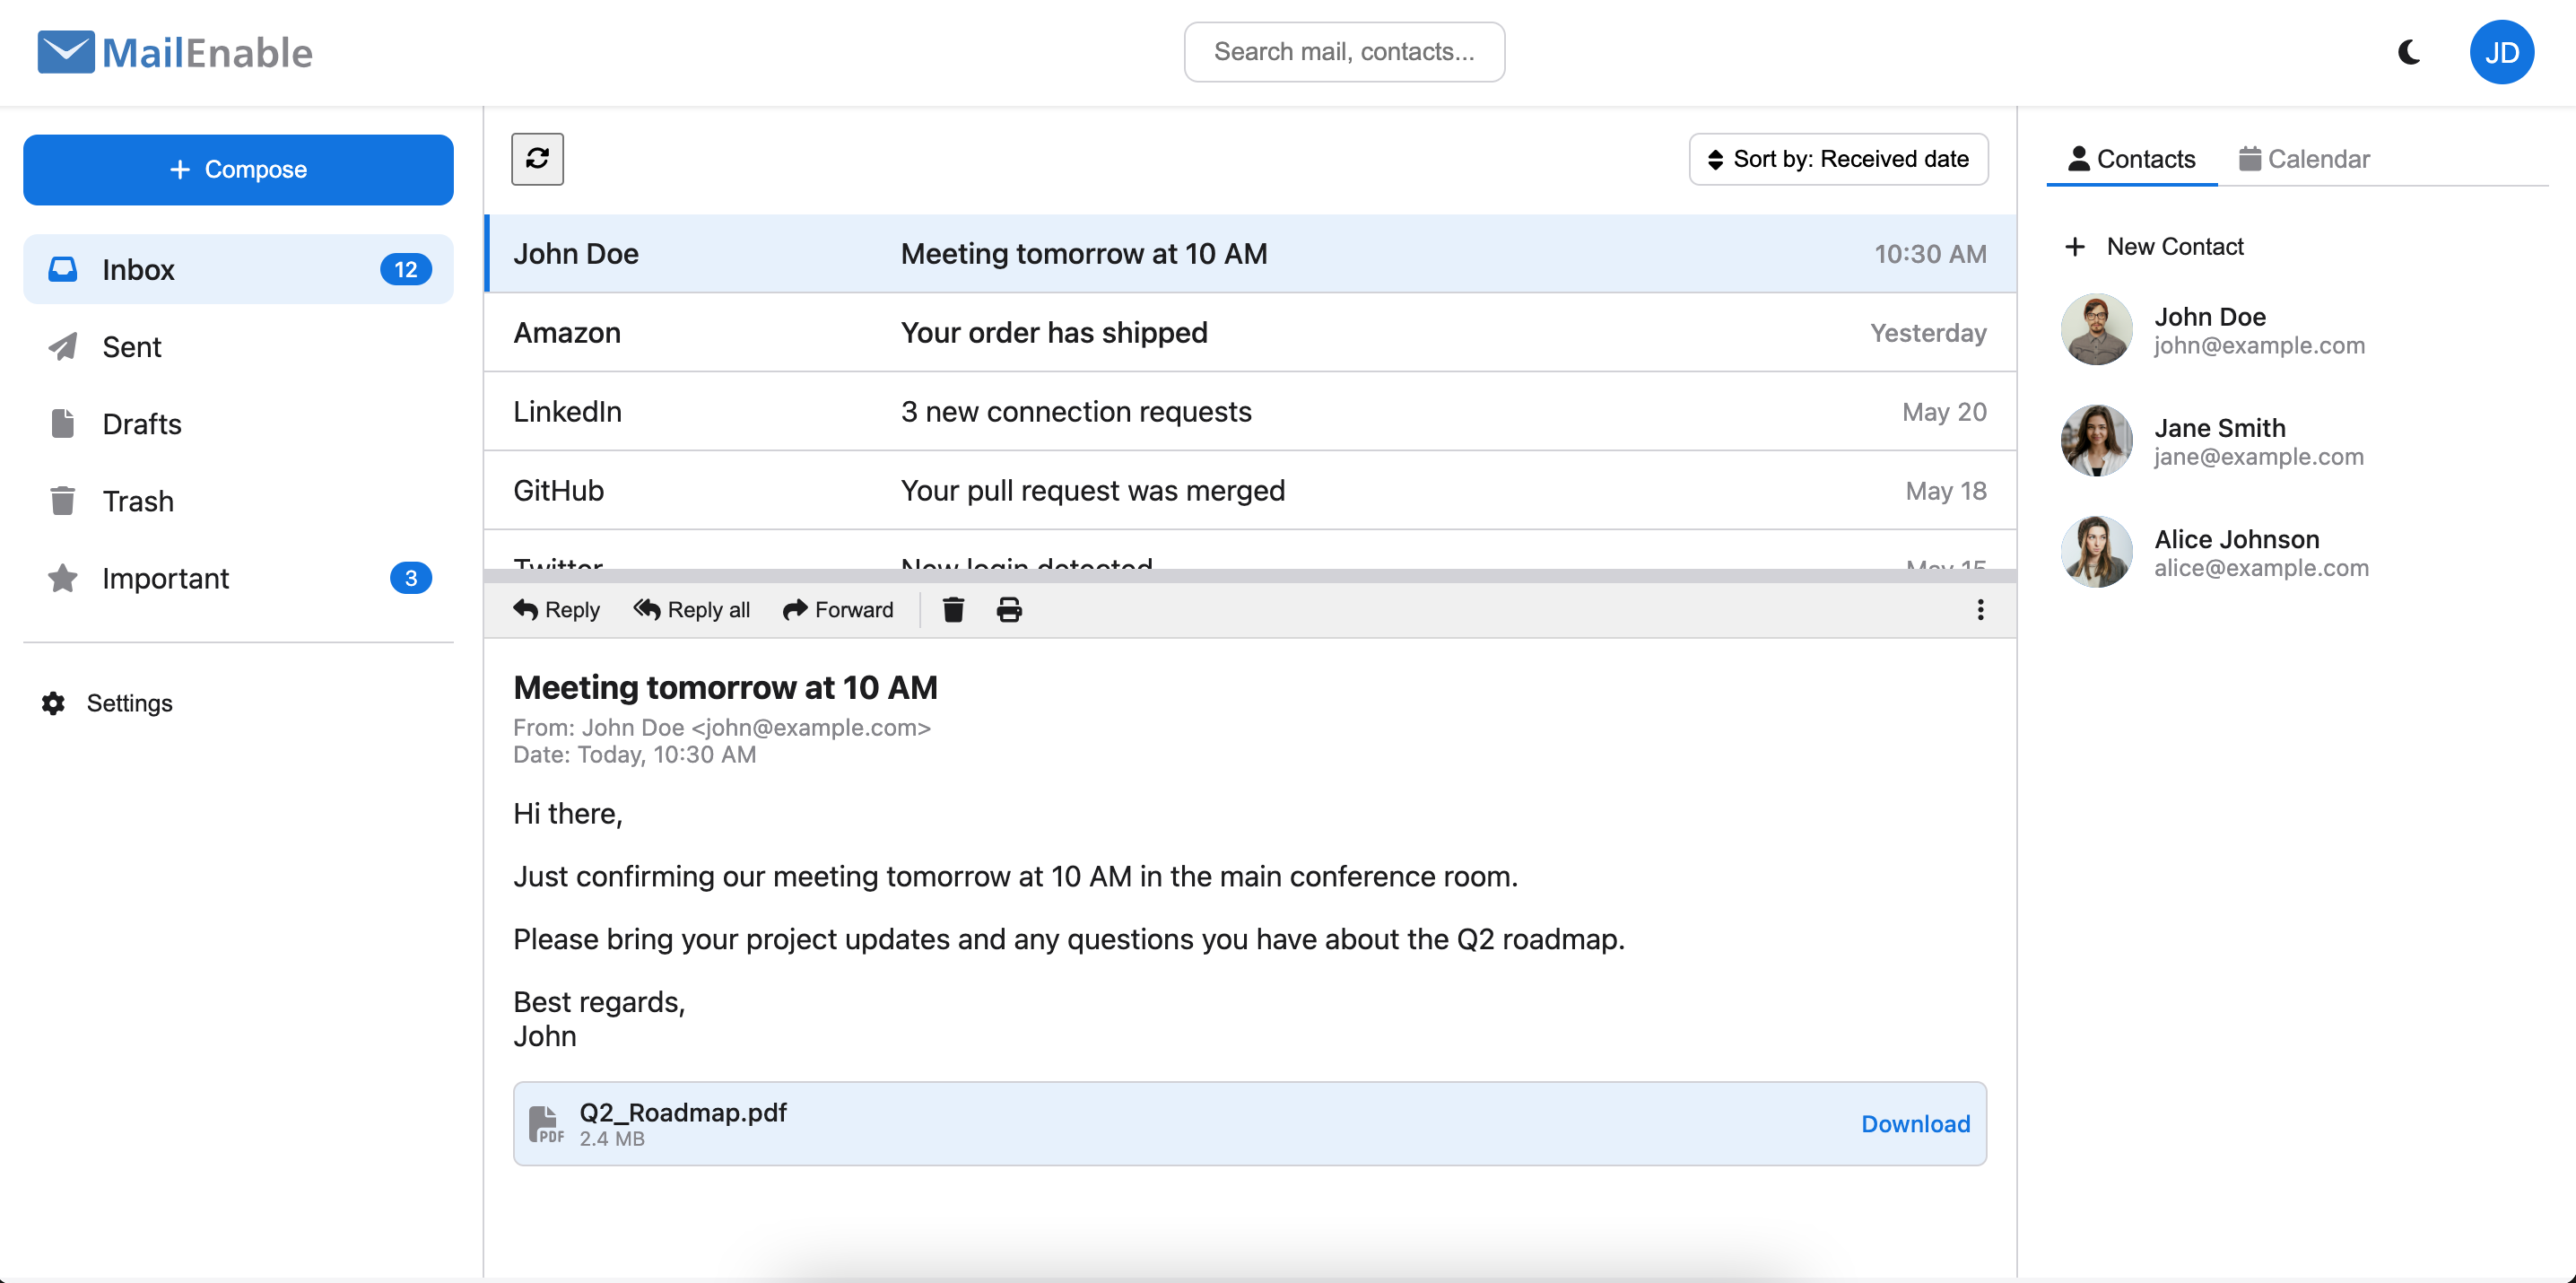 MailEnable
Search mail, contacts...
JD
+ Compose
Inbox 12
Sent
Drafts
Trash
Important 3
Settings
Sort by: Received date
John Doe Meeting tomorrow at 10 AM 10:30 AM
Amazon Your order has shipped Yesterday
LinkedIn 3 new connection requests May 20
GitHub Your pull request was merged May 18
Twitter New login detected May 15
Reply Reply all Forward
Meeting tomorrow at 10 AM
From: John Doe <john@example.com>
Date: Today, 10:30 AM
Hi there,
Just confirming our meeting tomorrow at 10 AM in the main conference room.
Please bring your project updates and any questions you have about the Q2 roadmap.
Best regards,
John
PDF
Q2_Roadmap.pdf
2.4 MB
Download
Contacts Calendar
+ New Contact
John Doe
john@example.com
Jane Smith
jane@example.com
Alice Johnson
alice@example.com